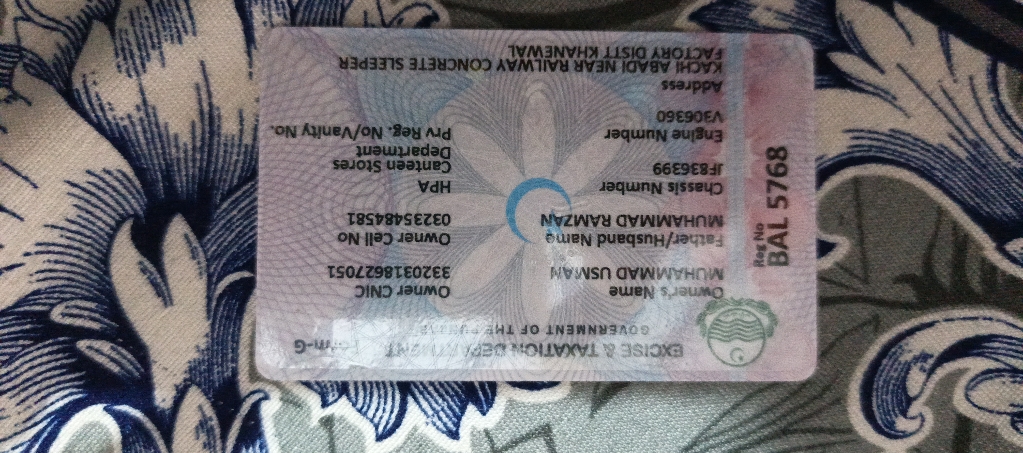 EXCISE & TAXATION DEPARTMENT
GOVERNMENT OF THE PUNJAB
Form-G
Reg No
BAL 5768
Owner's Name
MUHAMMAD USMAN
Owner CNIC
3320318627051
Father/Husband Name
MUHAMMAD RAMZAN
Owner Cell No
03235484581
Chassis Number
JF836399
HPA
Canteen Stores
Department
Engine Number
V306360
Prv Reg. No/Vanity No.
Address
KACHI ABADI NEAR RAILWAY CONCRETE SLEEPER
FACTORY DISTT KHANEWAL